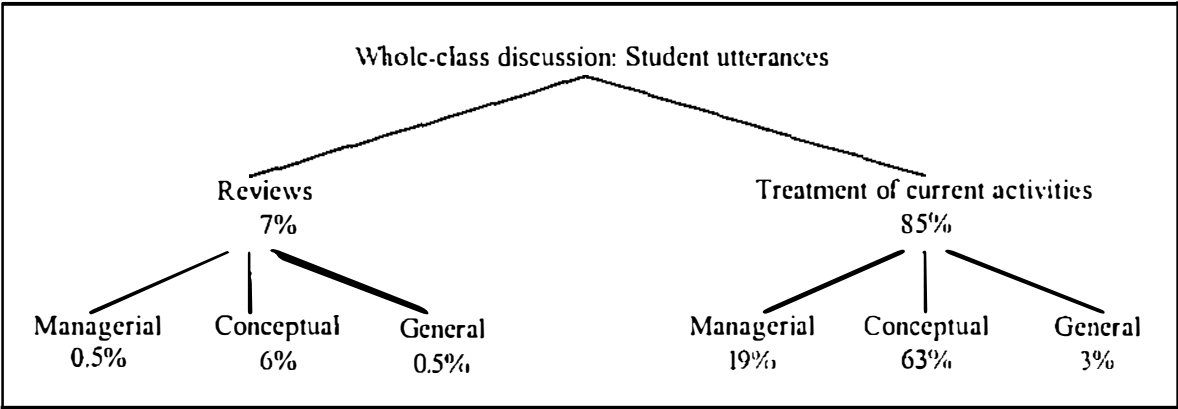 Whole-class discussion: Student utterances
Reviews Treatment of current activities
7% 85%
Managerial Conceptual General Managerial Conceptual General
0.5% 6% 0.5% 19% 63% 3%